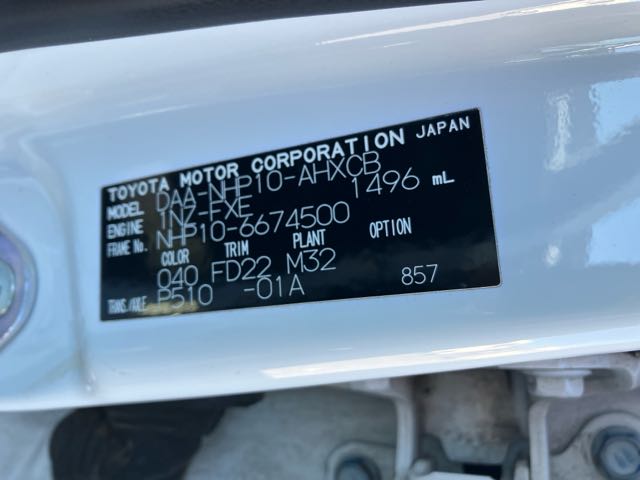 TOYOTA MOTOR CORPORATION JAPAN
MODEL DAA-NHP10-AHXCB
ENGINE 1NZ-FXE 1496 mL
FRAME NO. NHP10-6674500
COLOR TRIM PLANT OPTION
040 FD22 M32
TRANS./AXLE P510 -01A 857